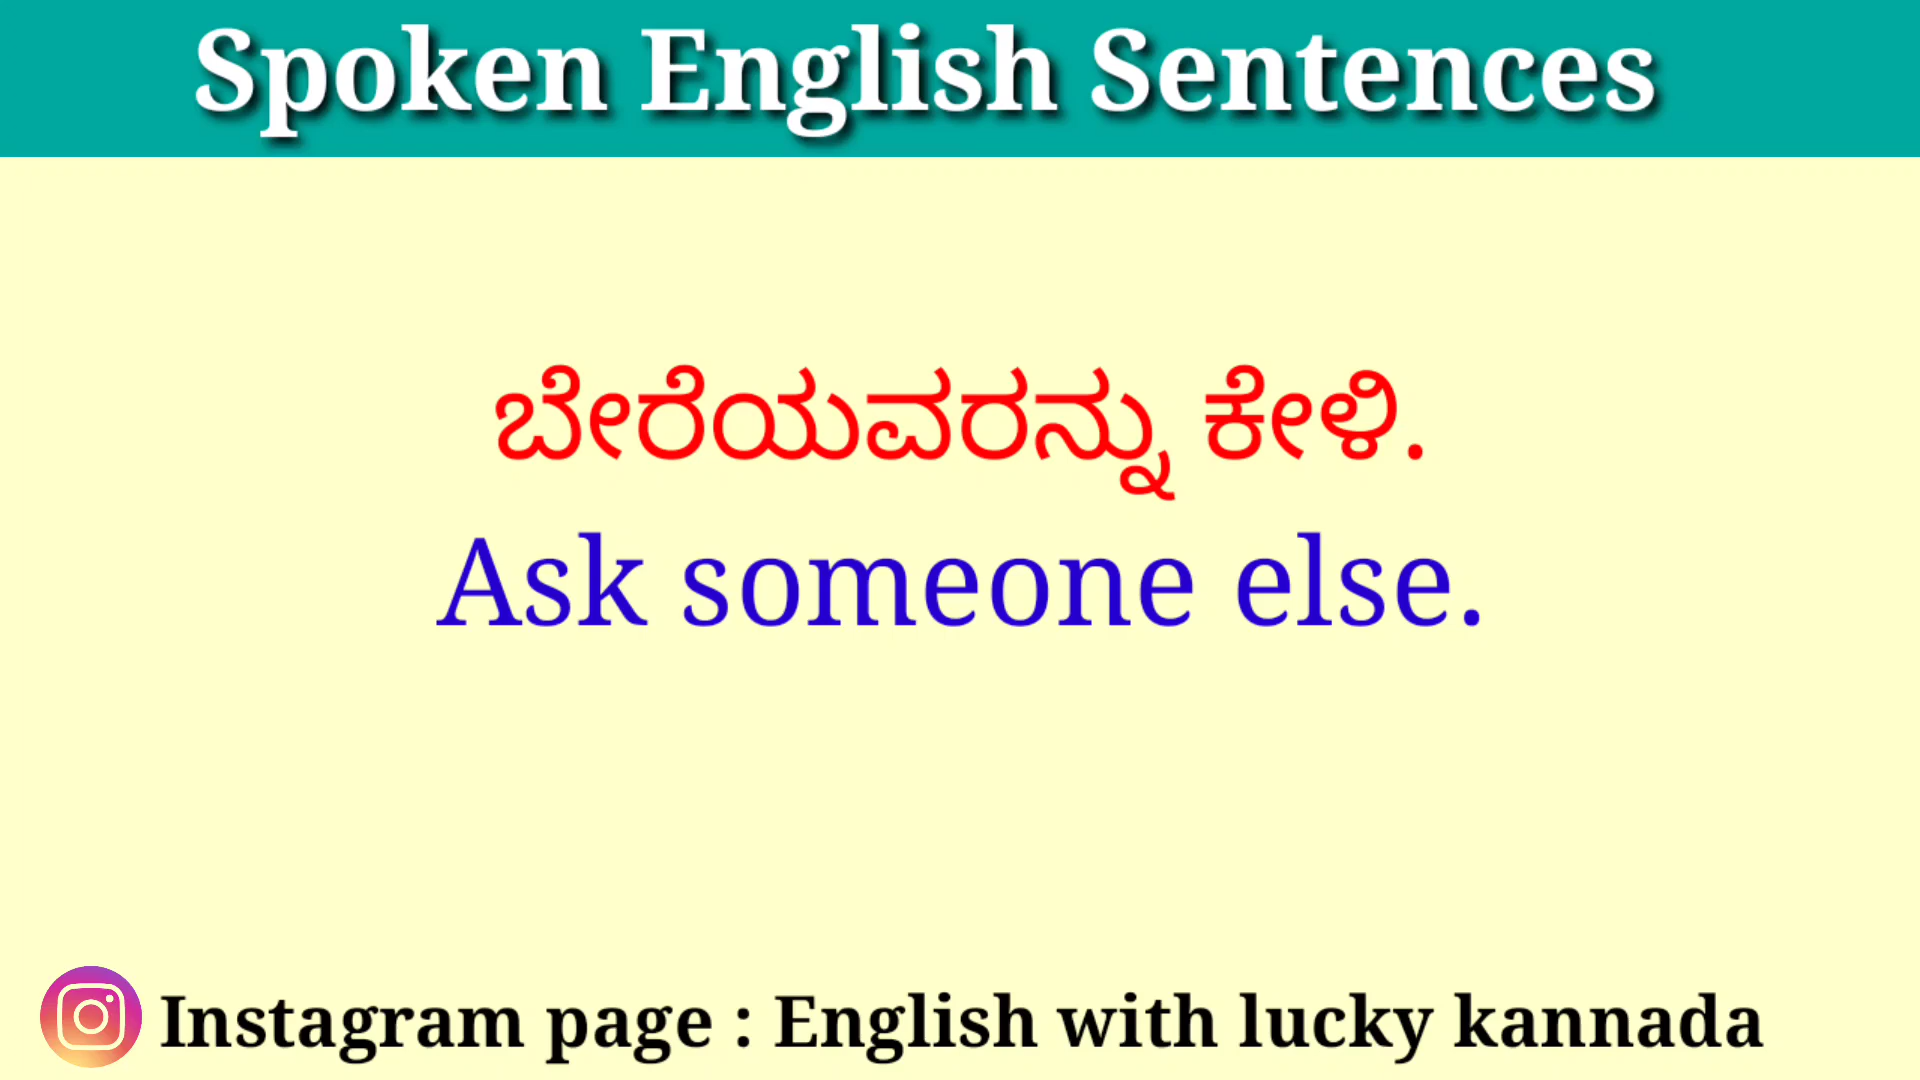 Spoken English Sentences
ಬೇರೆಯವರನ್ನು ಕೇಳಿ.
Ask someone else.
Instagram page : English with lucky kannada